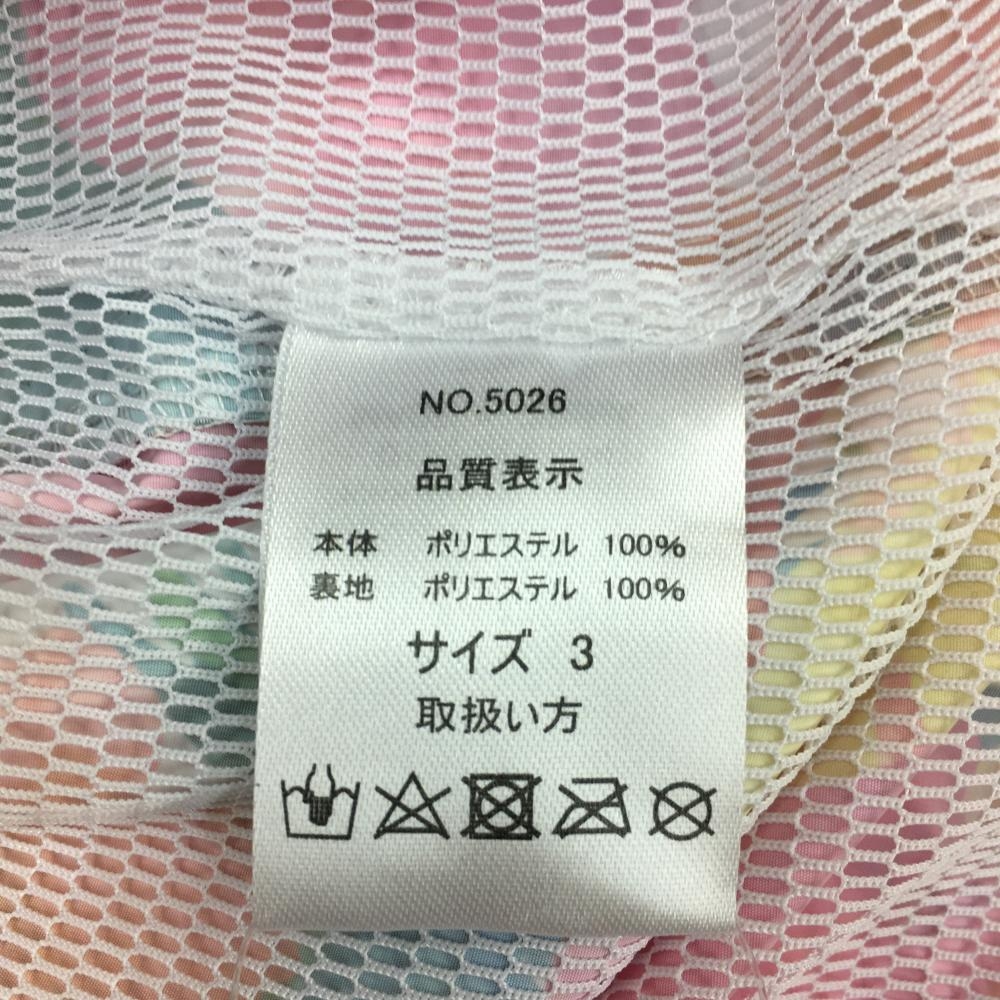 NO.5026
品質表示
本体 ポリエステル 100%
裏地 ポリエステル 100%
サイズ 3
取扱い方